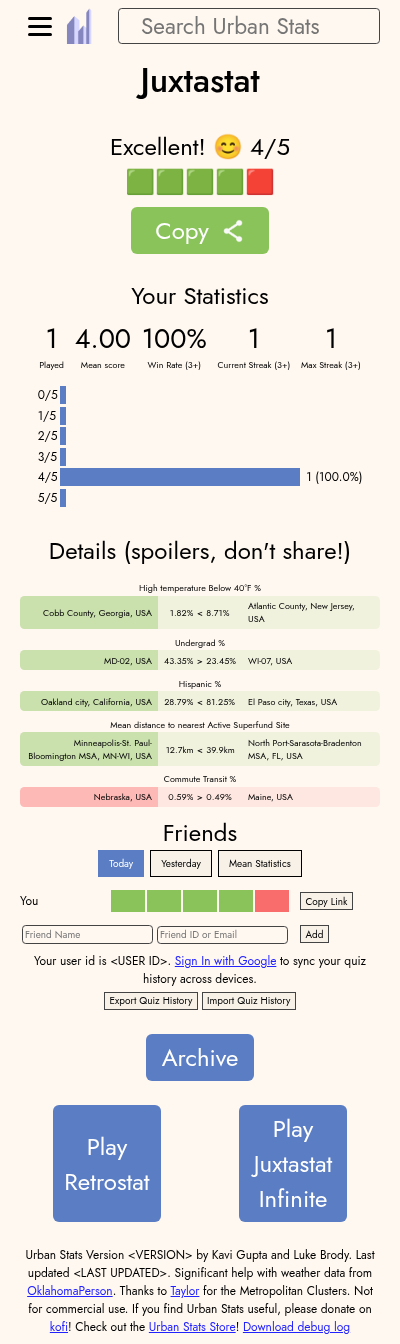 Search Urban Stats
Juxtastat
Excellent! 😊 4/5
🟩🟩🟩🟩🟥
Copy
Your Statistics
1 4.00 100% 1 1
Played Mean score Win Rate (3+) Current Streak (3+) Max Streak (3+)
0/5
1/5
2/5
3/5
4/5 1 (100.0%)
5/5
Details (spoilers, don't share!)
High temperature Below 40°F %
Cobb County, Georgia, USA 1.82% < 8.71% Atlantic County, New Jersey,
USA
Undergrad %
MD-02, USA 43.35% > 23.45% WI-07, USA
Hispanic %
Oakland city, California, USA 28.79% < 81.25% El Paso city, Texas, USA
Mean distance to nearest Active Superfund Site
Minneapolis-St. Paul-
Bloomington MSA, MN-WI, USA
12.7km < 39.9km
North Port-Sarasota-Bradenton
MSA, FL, USA
Commute Transit %
Nebraska, USA 0.59% > 0.49% Maine, USA
Friends
Today Yesterday Mean Statistics
You Copy Link
Friend Name Friend ID or Email Add
Your user id is <USER ID>. Sign In with Google to sync your quiz
history across devices.
Export Quiz History Import Quiz History
Archive
Play
Retrostat
Play
Juxtastat
Infinite
Urban Stats Version <VERSION> by Kavi Gupta and Luke Brody. Last
updated <LAST UPDATED>. Significant help with weather data from
OklahomaPerson. Thanks to Taylor for the Metropolitan Clusters. Not
for commercial use. If you find Urban Stats useful, please donate on
kofi! Check out the Urban Stats Store! Download debug log